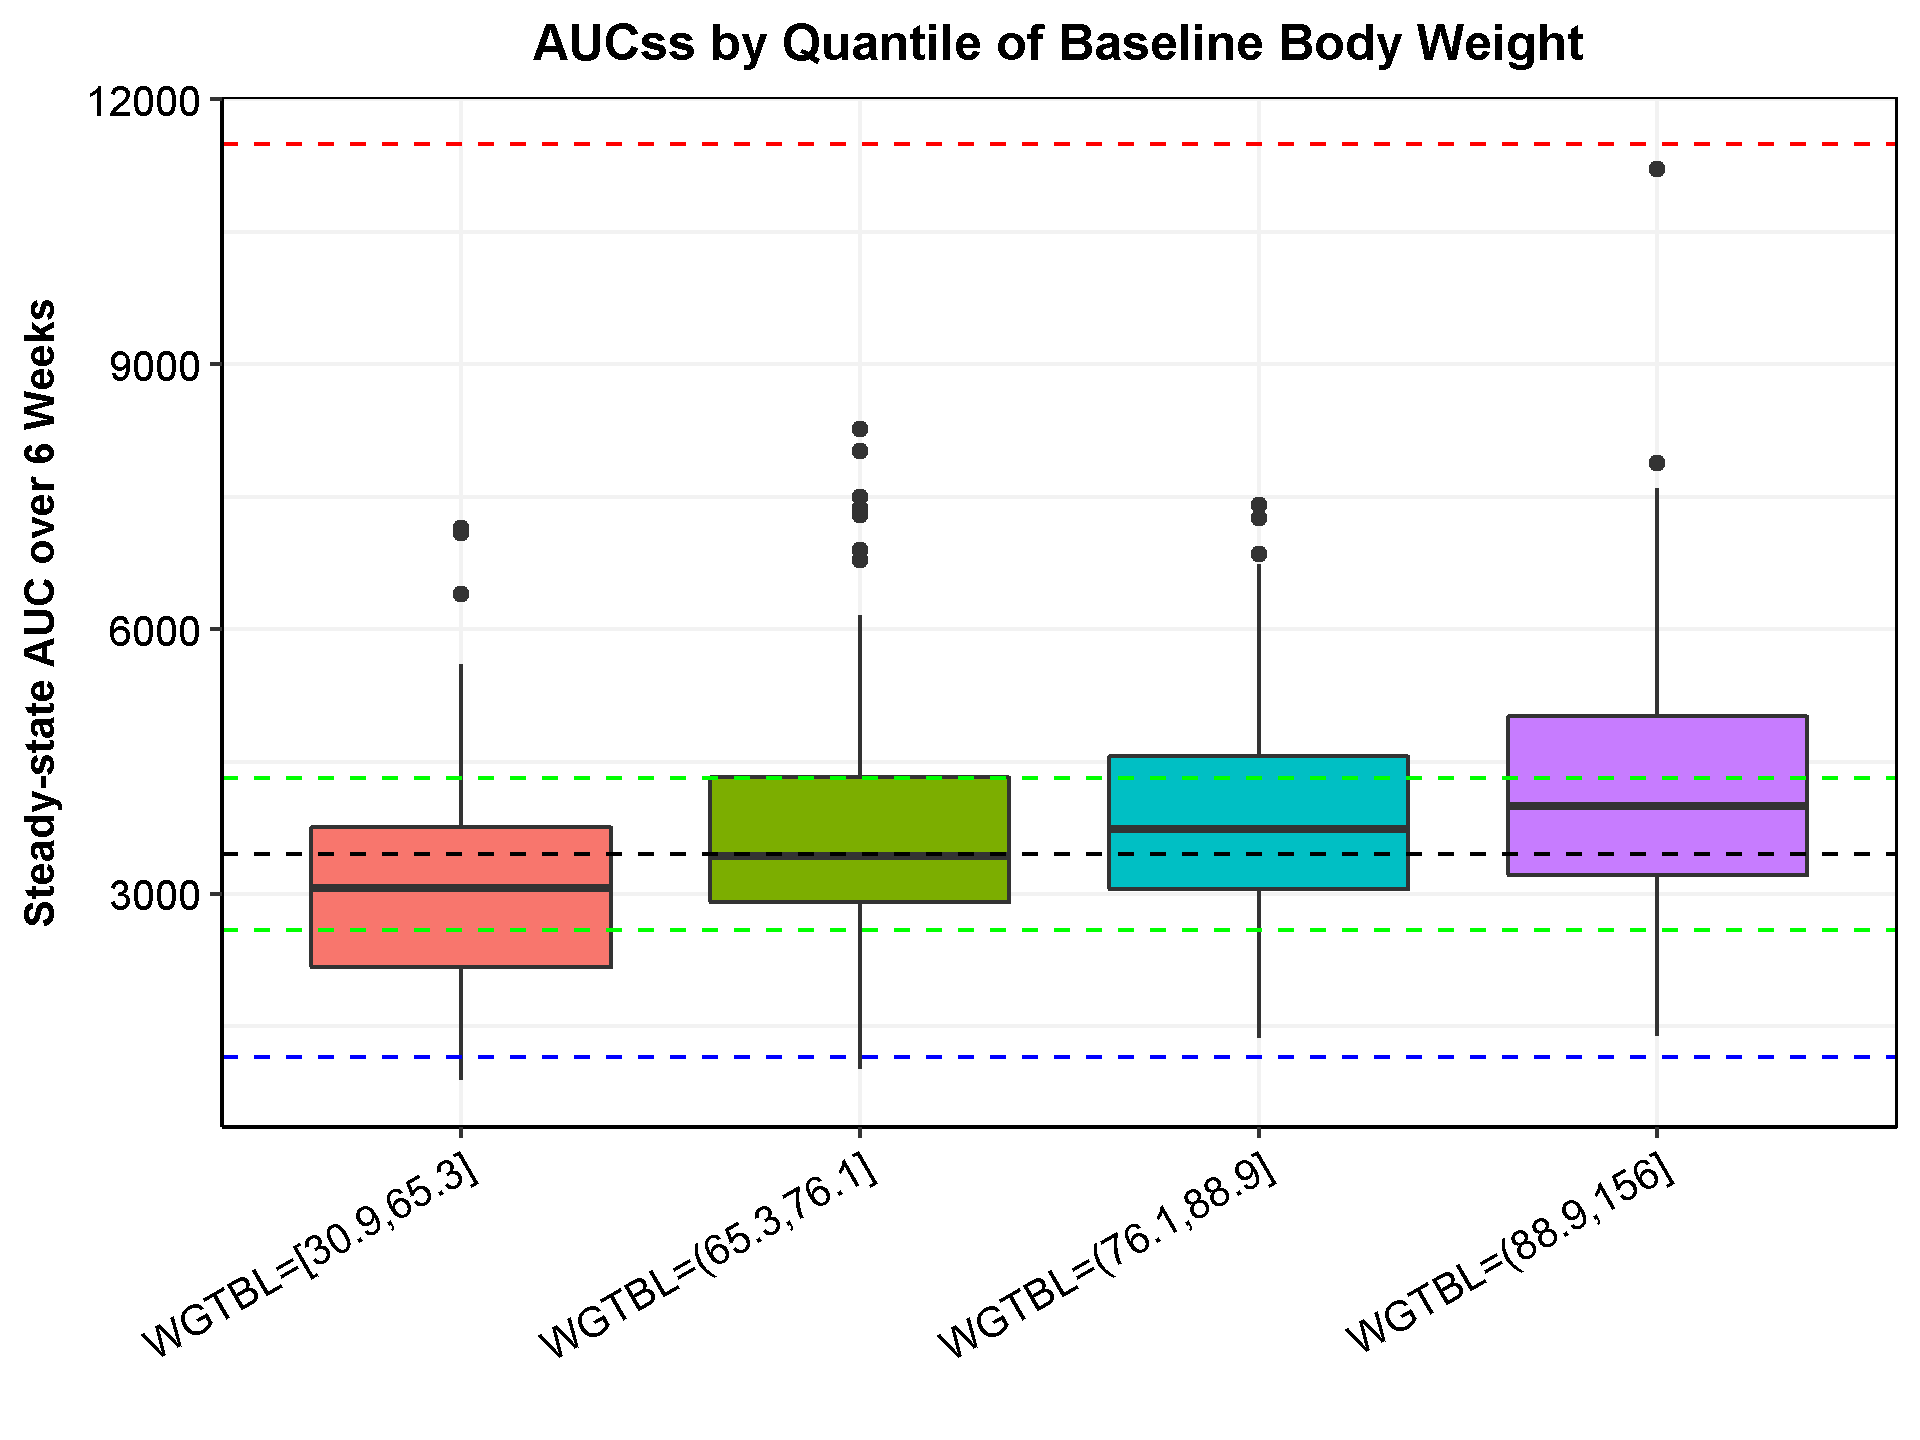 AUCss by Quantile of Baseline Body Weight
Steady-state AUC over 6 Weeks
12000
9000
6000
3000
WGTBL=[30.9,65.3]
WGTBL=(65.3,76.1]
WGTBL=(76.1,88.9]
WGTBL=(88.9,156]